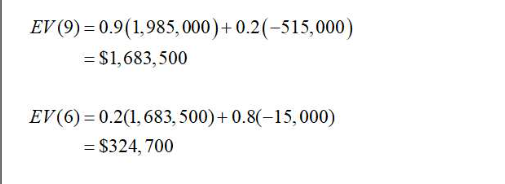 EV(9) = 0.9(1,985,000) + 0.2(−515,000)
= $1,683,500
EV(6) = 0.2(1,683,500) + 0.8(−15,000)
= $324,700